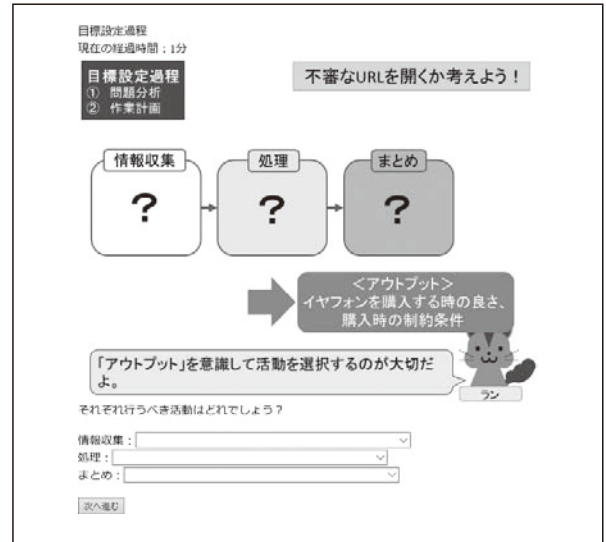 目標設定過程
現在の経過時間：1分
目標設定過程
① 問題分析
② 作業計画
不審なURLを開くか考えよう！
情報収集
処理
まとめ
？
？
？
＜アウトプット＞
イヤフォンを購入する時の良さ、
購入時の制約条件
「アウトプット」を意識して活動を選択するのが大切だ
よ。
ラン
それぞれ行うべき活動はどれでしょう？
情報収集：
処理：
まとめ：
次へ進む